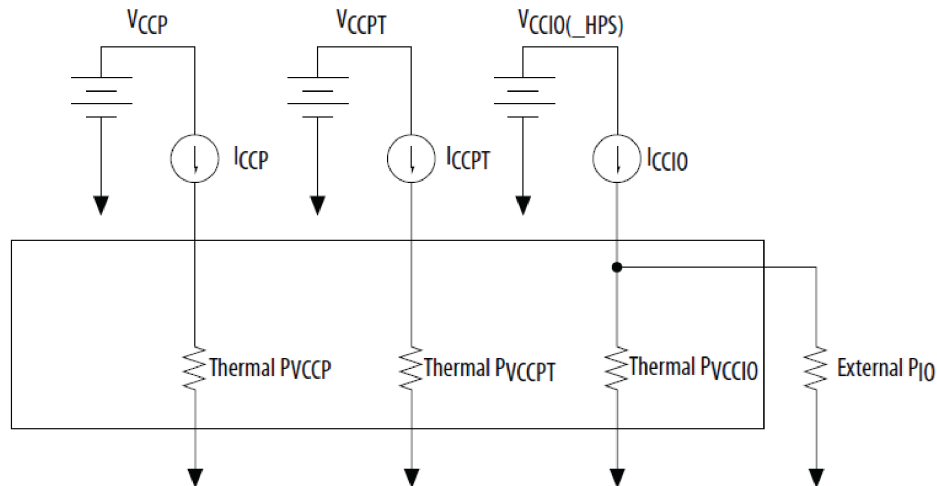 VCCP
VCCPT
VCCIO(_HPS)
ICCP
ICCPT
ICCIO
Thermal PVCCP
Thermal PVCCPT
Thermal PVCCIO
External PIO